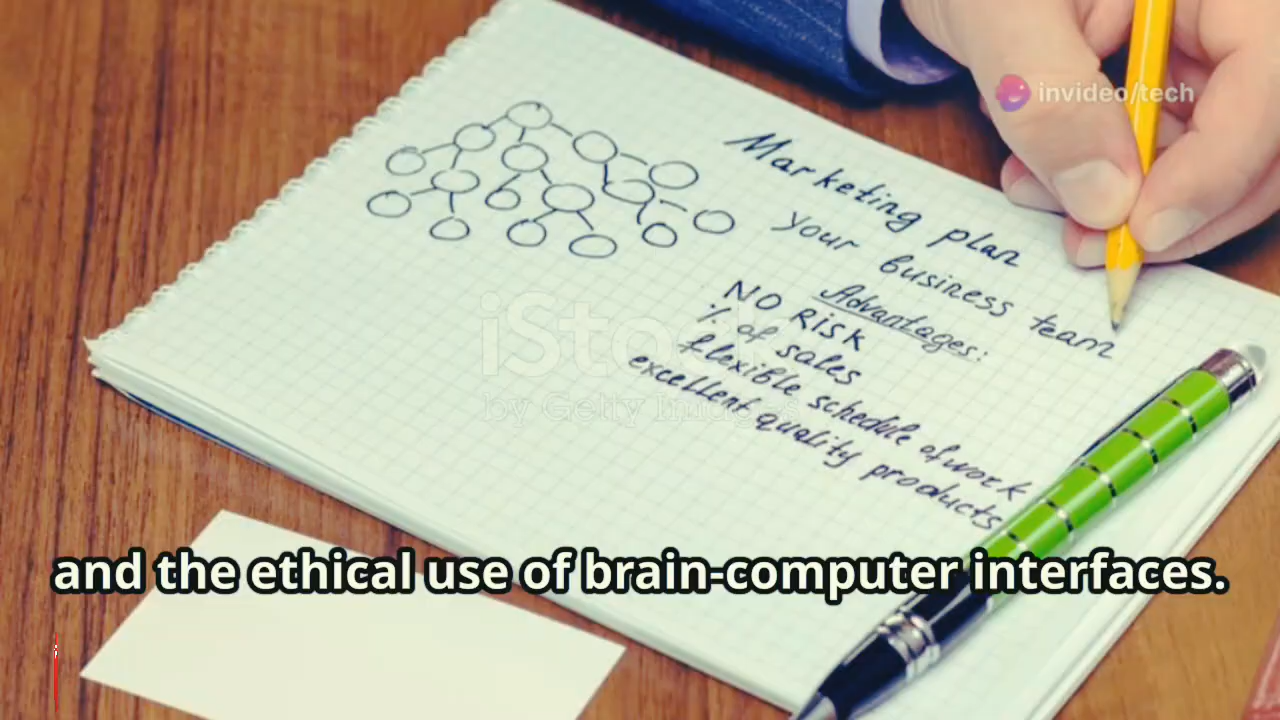 invideo/tech
Marketing plan
your business team
Advantages:
NO RISK
% of sales
flexible schedule of work
excellent quality products
iStock
by Getty Images
and the ethical use of brain-computer interfaces.